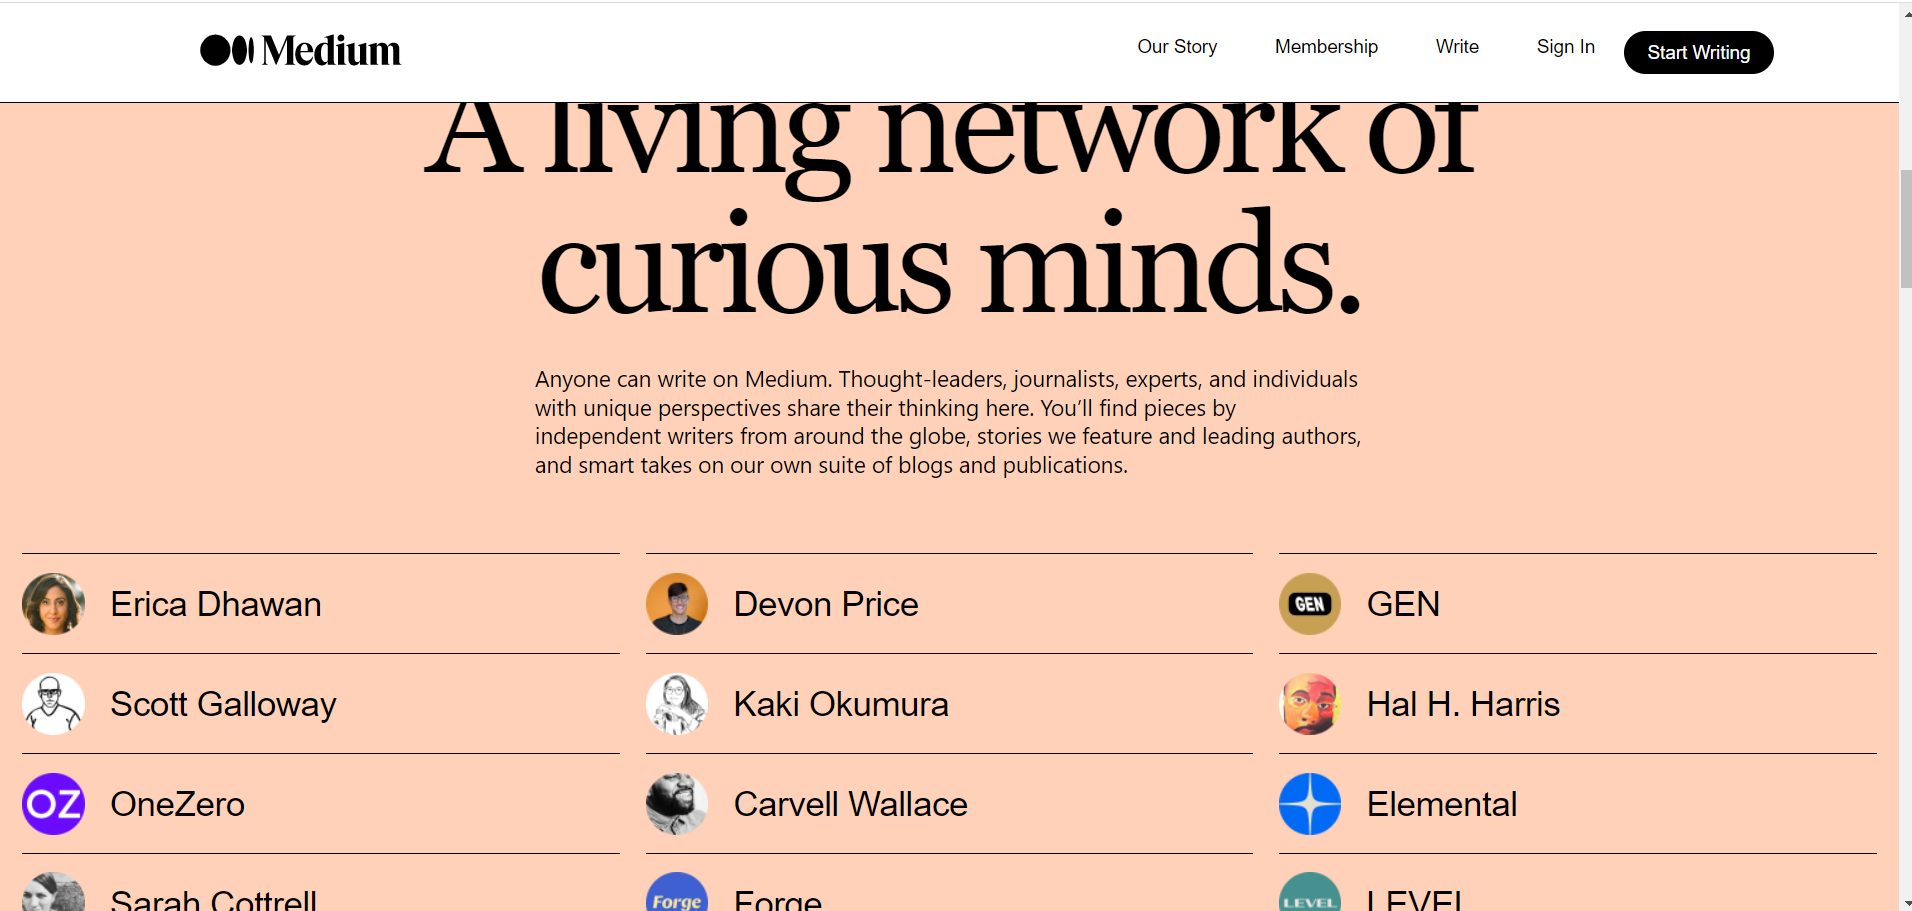 Medium
Our Story
Membership
Write
Sign In
Start Writing
A living network of
curious minds.
Anyone can write on Medium. Thought-leaders, journalists, experts, and individuals
with unique perspectives share their thinking here. You’ll find pieces by
independent writers from around the globe, stories we feature and leading authors,
and smart takes on our own suite of blogs and publications.
Erica Dhawan
Devon Price
GEN
GEN
Scott Galloway
Kaki Okumura
Hal H. Harris
OZ
OneZero
Carvell Wallace
Elemental
Sarah Cottrell
Forge
Forge
LEVEL
LEVEL